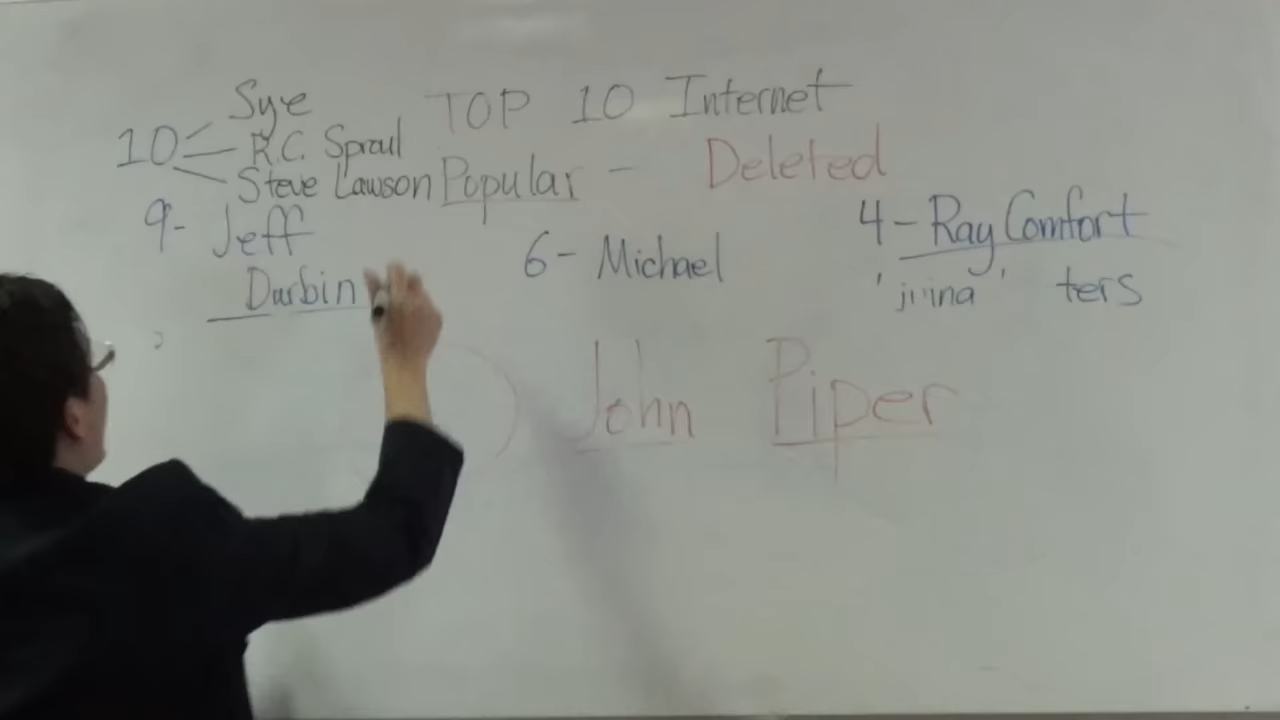 TOP 10 Internet
Popular - Deleted
10 Sye
R.C. Sproul
Steve Lawson
9- Jeff
Durbin
6- Michael
4- Ray Comfort
John Piper